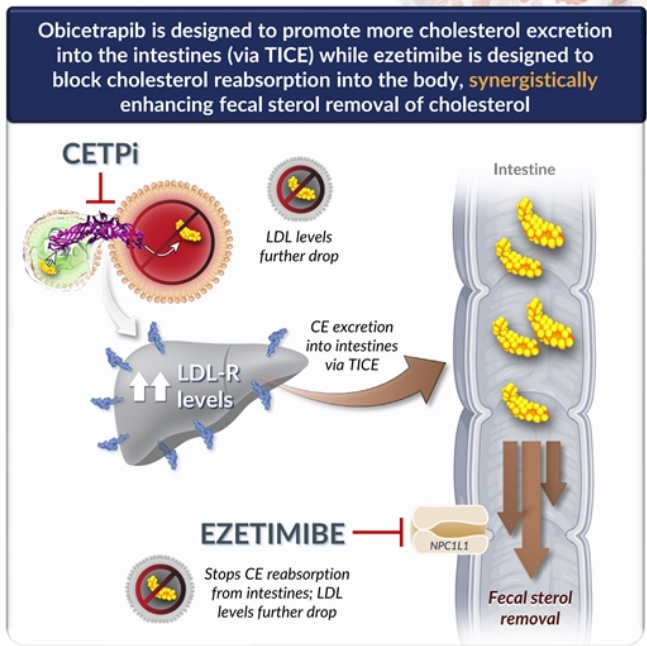 Obicetrapib is designed to promote more cholesterol excretion
into the intestines (via TICE) while ezetimibe is designed to
block cholesterol reabsorption into the body, synergistically
enhancing fecal sterol removal of cholesterol
CETPi
Intestine
LDL levels
further drop
CE excretion
into intestines
via TICE
LDL-R
levels
EZETIMIBE
NPC1L1
Stops CE reabsorption
from intestines; LDL
levels further drop
Fecal sterol
removal